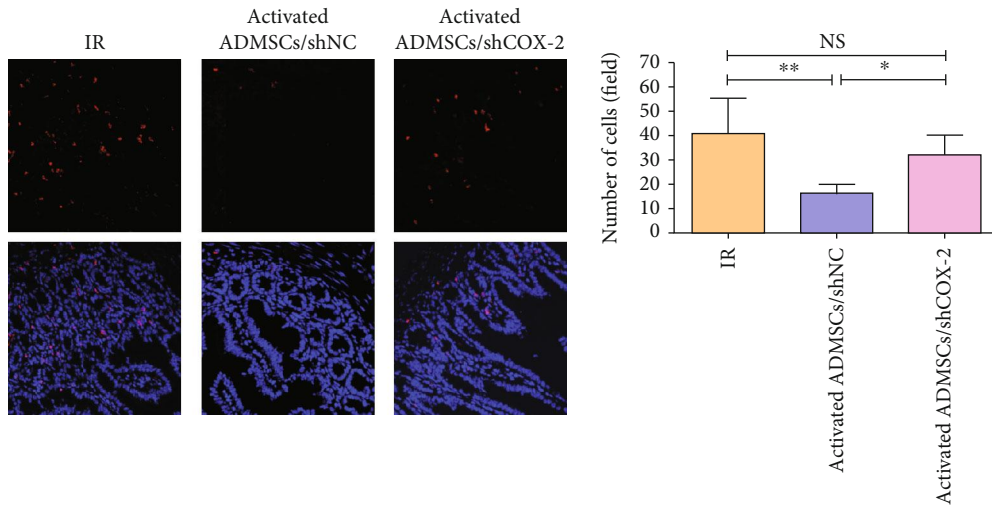 IR
Activated
ADMSCs/shNC
Activated
ADMSCs/shCOX-2
Number of cells (field)
70
60
50
40
30
20
10
0
NS
**
*
IR
Activated ADMSCs/shNC
Activated ADMSCs/shCOX-2